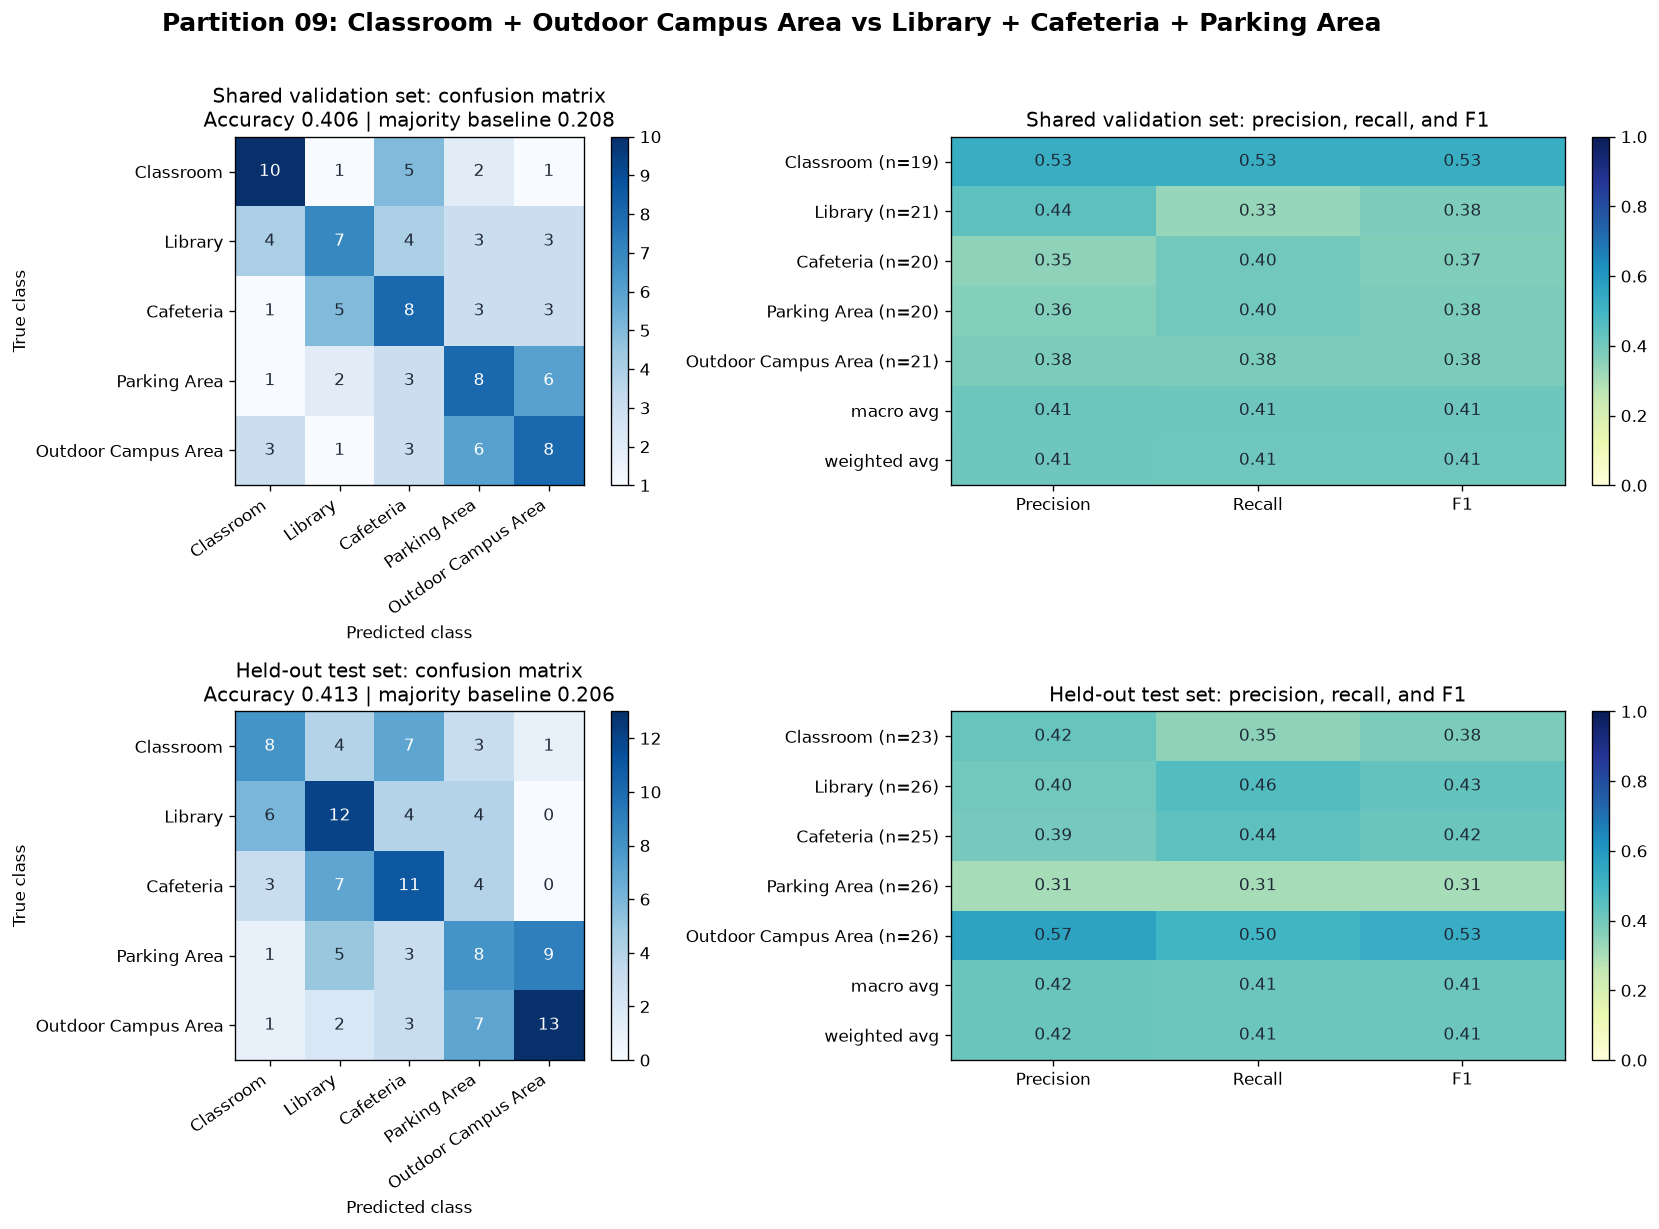 Partition 09: Classroom + Outdoor Campus Area vs Library + Cafeteria + Parking Area
Shared validation set: confusion matrix
Accuracy 0.406 | majority baseline 0.208
True class
Classroom 10 1 5 2 1
Library 4 7 4 3 3
Cafeteria 1 5 8 3 3
Parking Area 1 2 3 8 6
Outdoor Campus Area 3 1 3 6 8
Classroom Library Cafeteria Parking Area Outdoor Campus Area
Predicted class
10
9
8
7
6
5
4
3
2
1
Shared validation set: precision, recall, and F1
Classroom (n=19) 0.53 0.53 0.53
Library (n=21) 0.44 0.33 0.38
Cafeteria (n=20) 0.35 0.40 0.37
Parking Area (n=20) 0.36 0.40 0.38
Outdoor Campus Area (n=21) 0.38 0.38 0.38
macro avg 0.41 0.41 0.41
weighted avg 0.41 0.41 0.41
Precision Recall F1
1.0
0.8
0.6
0.4
0.2
0.0
Held-out test set: confusion matrix
Accuracy 0.413 | majority baseline 0.206
True class
Classroom 8 4 7 3 1
Library 6 12 4 4 0
Cafeteria 3 7 11 4 0
Parking Area 1 5 3 8 9
Outdoor Campus Area 1 2 3 7 13
Classroom Library Cafeteria Parking Area Outdoor Campus Area
Predicted class
12
10
8
6
4
2
0
Held-out test set: precision, recall, and F1
Classroom (n=23) 0.42 0.35 0.38
Library (n=26) 0.40 0.46 0.43
Cafeteria (n=25) 0.39 0.44 0.42
Parking Area (n=26) 0.31 0.31 0.31
Outdoor Campus Area (n=26) 0.57 0.50 0.53
macro avg 0.42 0.41 0.41
weighted avg 0.42 0.41 0.41
Precision Recall F1
1.0
0.8
0.6
0.4
0.2
0.0